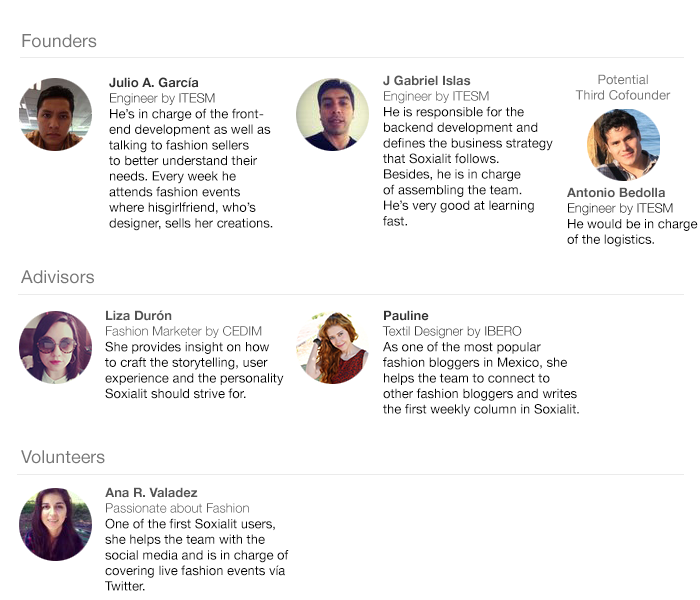 Founders
Julio A. García
Engineer by ITESM
He's in charge of the front-
end development as well as
talking to fashion sellers
to better understand their
needs. Every week he
attends fashion events
where hisgirlfriend, who's
designer, sells her creations.
J Gabriel Islas
Engineer by ITESM
He is responsible for the
backend development and
defines the business strategy
that Soxialit follows.
Besides, he is in charge
of assembling the team.
He's very good at learning
fast.
Potential
Third Cofounder
Antonio Bedolla
Engineer by ITESM
He would be in charge
of the logistics.
Adivisors
Liza Durón
Fashion Marketer by CEDIM
She provides insight on how
to craft the storytelling, user
experience and the personality
Soxialit should strive for.
Pauline
Textil Designer by IBERO
As one of the most popular
fashion bloggers in Mexico, she
helps the team to connect to
other fashion bloggers and writes
the first weekly column in Soxialit.
Volunteers
Ana R. Valadez
Passionate about Fashion
One of the first Soxialit users,
she helps the team with the
social media and is in charge of
covering live fashion events vía
Twitter.